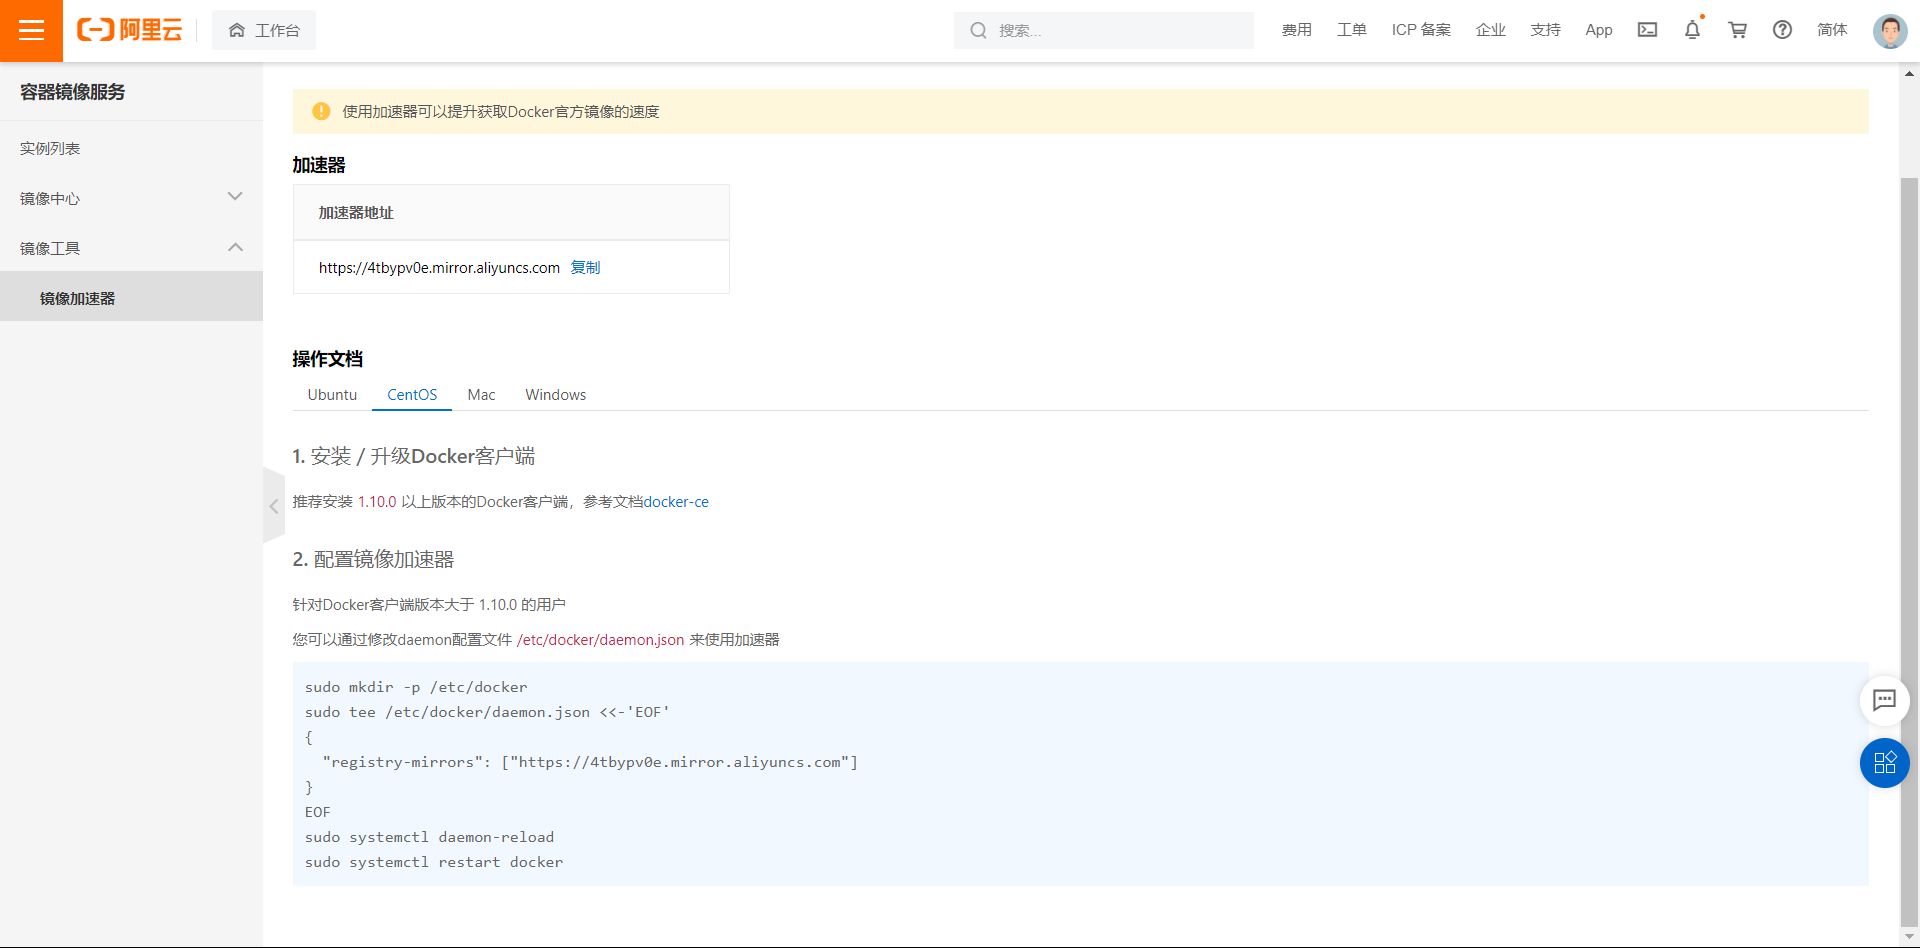 阿里云
工作台
搜索...
费用
工单
ICP 备案
企业
支持
App
简体
容器镜像服务
实例列表
镜像中心
镜像工具
镜像加速器
使用加速器可以提升获取Docker官方镜像的速度
加速器
加速器地址
https://4tbypv0e.mirror.aliyuncs.com 复制
操作文档
Ubuntu CentOS Mac Windows
1. 安装 / 升级Docker客户端
推荐安装 1.10.0 以上版本的Docker客户端，参考文档docker-ce
2. 配置镜像加速器
针对Docker客户端版本大于 1.10.0 的用户
您可以通过修改daemon配置文件 /etc/docker/daemon.json 来使用加速器
sudo mkdir -p /etc/docker
sudo tee /etc/docker/daemon.json <<-'EOF'
{
  "registry-mirrors": ["https://4tbypv0e.mirror.aliyuncs.com"]
}
EOF
sudo systemctl daemon-reload
sudo systemctl restart docker